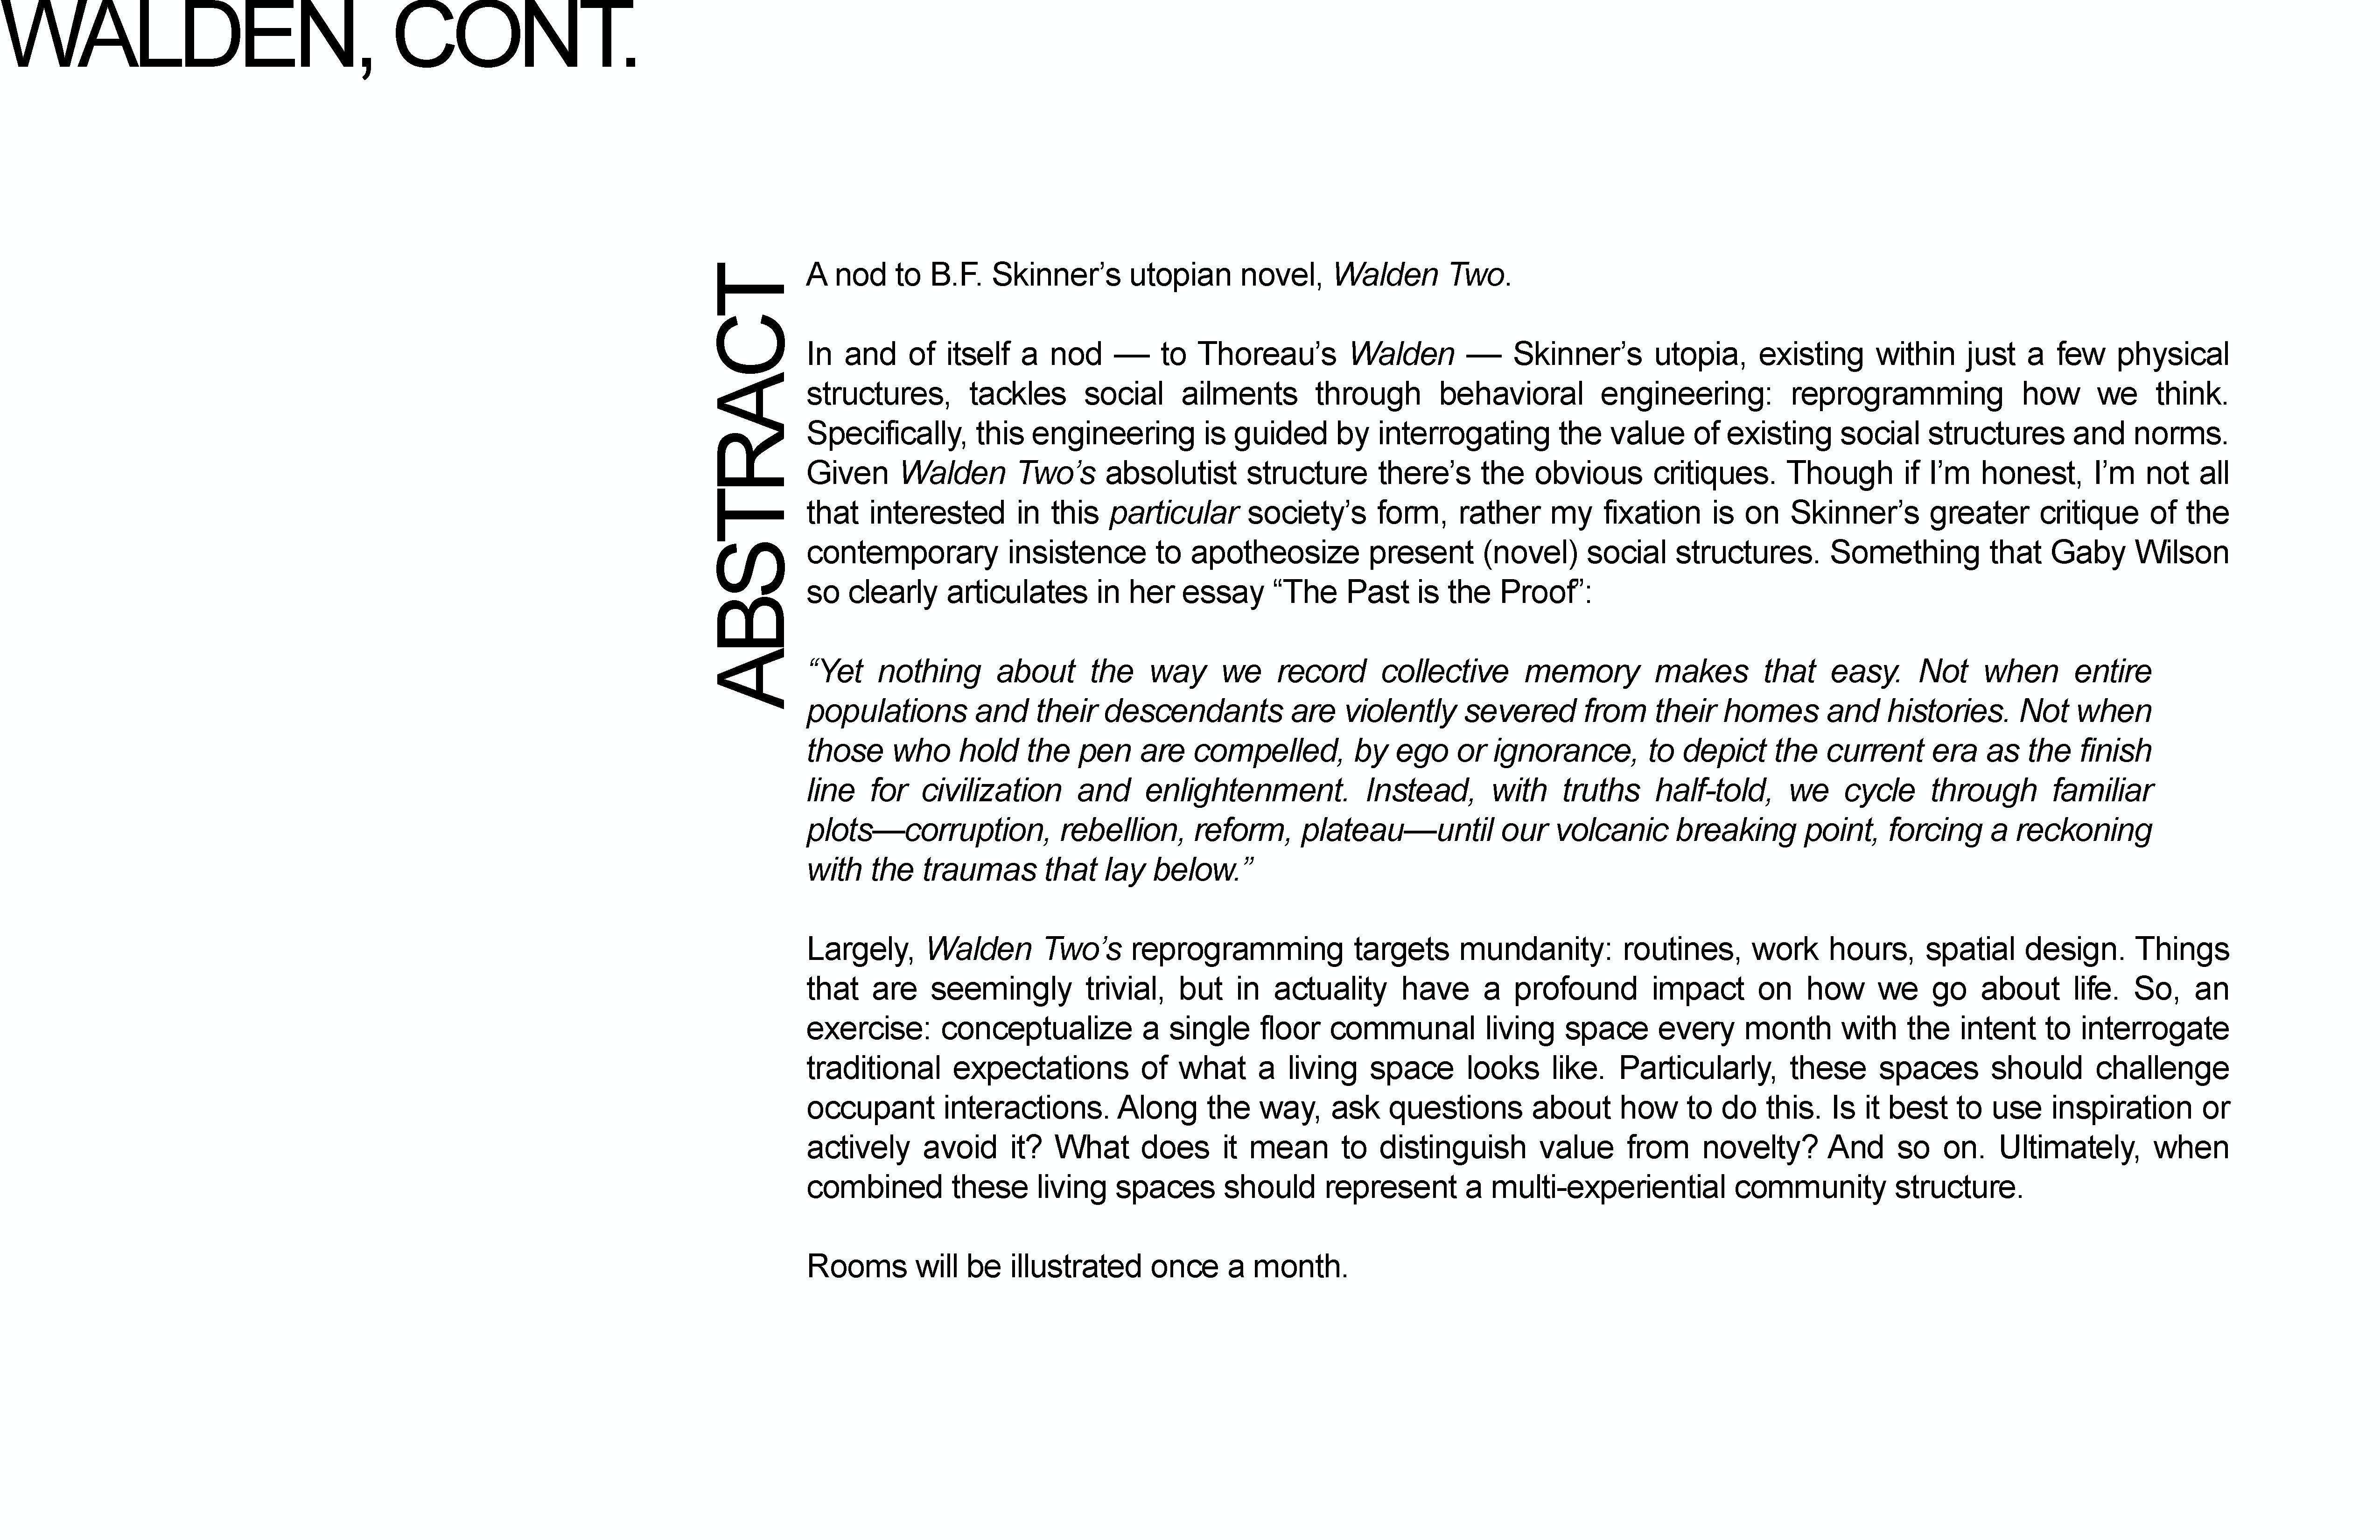 WALDEN, CONT.
ABSTRACT
A nod to B.F. Skinner’s utopian novel, Walden Two.
In and of itself a nod — to Thoreau’s Walden — Skinner’s utopia, existing within just a few physical
structures, tackles social ailments through behavioral engineering: reprogramming how we think.
Specifically, this engineering is guided by interrogating the value of existing social structures and norms.
Given Walden Two’s absolutist structure there’s the obvious critiques. Though if I’m honest, I’m not all
that interested in this particular society’s form, rather my fixation is on Skinner’s greater critique of the
contemporary insistence to apotheosize present (novel) social structures. Something that Gaby Wilson
so clearly articulates in her essay “The Past is the Proof”:
“Yet nothing about the way we record collective memory makes that easy. Not when entire
populations and their descendants are violently severed from their homes and histories. Not when
those who hold the pen are compelled, by ego or ignorance, to depict the current era as the finish
line for civilization and enlightenment. Instead, with truths half-told, we cycle through familiar
plots—corruption, rebellion, reform, plateau—until our volcanic breaking point, forcing a reckoning
with the traumas that lay below.”
Largely, Walden Two’s reprogramming targets mundanity: routines, work hours, spatial design. Things
that are seemingly trivial, but in actuality have a profound impact on how we go about life. So, an
exercise: conceptualize a single floor communal living space every month with the intent to interrogate
traditional expectations of what a living space looks like. Particularly, these spaces should challenge
occupant interactions. Along the way, ask questions about how to do this. Is it best to use inspiration or
actively avoid it? What does it mean to distinguish value from novelty? And so on. Ultimately, when
combined these living spaces should represent a multi-experiential community structure.
Rooms will be illustrated once a month.